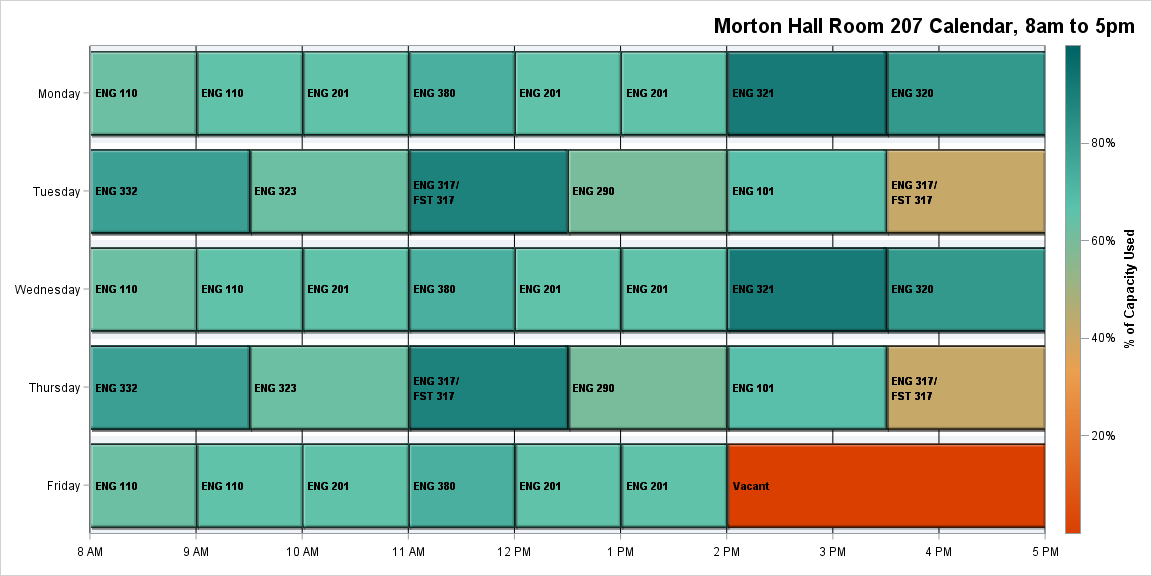 Morton Hall Room 207 Calendar, 8am to 5pm
Monday
ENG 110
ENG 110
ENG 201
ENG 380
ENG 201
ENG 201
ENG 321
ENG 320
Tuesday
ENG 332
ENG 323
ENG 317/
FST 317
ENG 290
ENG 101
ENG 317/
FST 317
Wednesday
ENG 110
ENG 110
ENG 201
ENG 380
ENG 201
ENG 201
ENG 321
ENG 320
Thursday
ENG 332
ENG 323
ENG 317/
FST 317
ENG 290
ENG 101
ENG 317/
FST 317
Friday
ENG 110
ENG 110
ENG 201
ENG 380
ENG 201
ENG 201
Vacant
8 AM
9 AM
10 AM
11 AM
12 PM
1 PM
2 PM
3 PM
4 PM
5 PM
80%
60%
40%
20%
% of Capacity Used